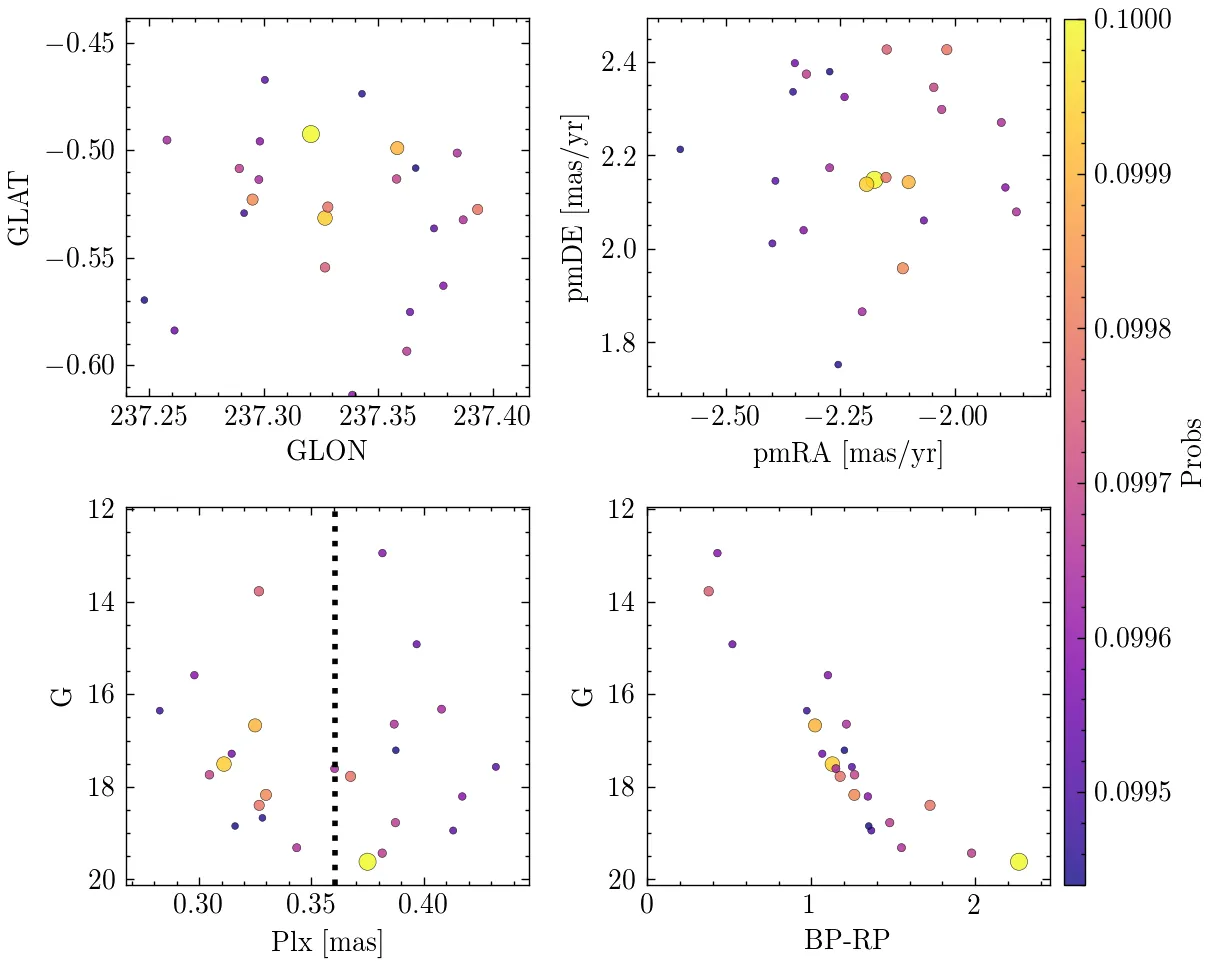 −0.45
−0.50
−0.55
−0.60
GLAT
237.25 237.30 237.35 237.40
GLON
2.4
2.2
2.0
1.8
pmDE [mas/yr]
−2.50 −2.25 −2.00
pmRA [mas/yr]
12
14
16
18
20
G
0.30 0.35 0.40
Plx [mas]
12
14
16
18
20
G
0 1 2
BP-RP
0.1000
0.0999
0.0998
0.0997
0.0996
0.0995
Probs